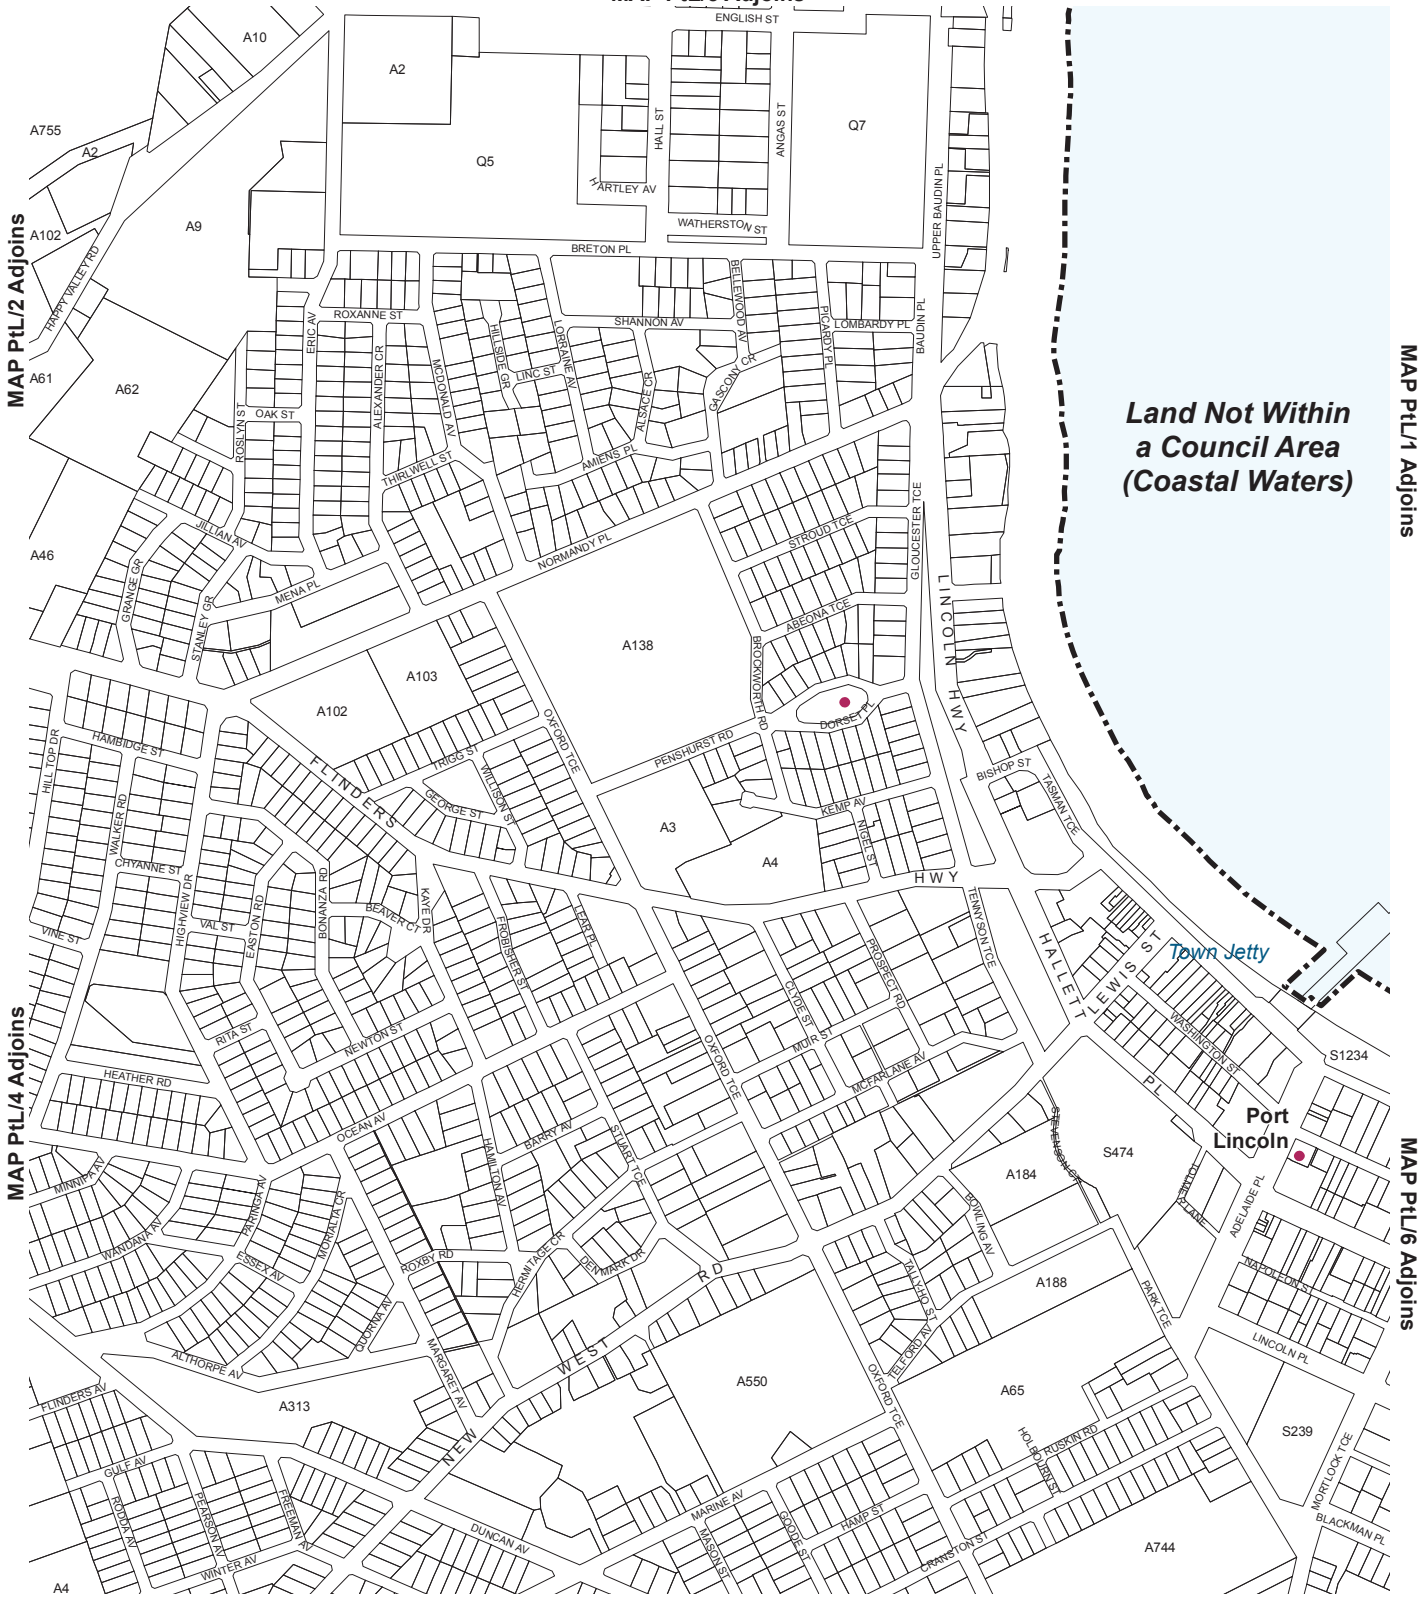 ENGLISH ST
A10
A2
Q7
A755
A2
HALL ST
ANGAS ST
Q5
UPPER BAUDIN PL
HARTLEY AV
WATHERSTON ST
A9
A102
BRETON PL
MAP PtL/2 Adjoins
HAPPY VALLEY RD
BELLEWOOD AV
ROXANNE ST
ERIC AV
SHANNON AV
PICARDY PL
LOMBARDY PL
BAUDIN PL
HILLSIDE GR
LORRAINE AV
ALEXANDER CR
MCDONALD AV
LINC ST
GASCONY CR
ALSACE CR
A61
A62
MAP PtL/1 Adjoins
Land Not Within
a Council Area
(Coastal Waters)
OAK ST
ROSLYN ST
THIRLWELL ST
AMIENS PL
GLOUCESTER TCE
JILLIAN AV
STROUD TCE
NORMANDY PL
A46
GRANGE GR
MENA PL
STANLEY GR
LINCOLN HWY
ABEONA TCE
A138
BROCKWORTH RD
A103
A102
DORSET PL
OXFORD TCE
HAMBIDGE ST
HILL TOP DR
PENSHURST RD
TRIGG ST
FLINDERS
WILLISON ST
BISHOP ST
TASMAN TCE
GEORGE ST
KEMP AV
WALKER RD
A3
NIGEL ST
A4
CHYANNE ST
HWY
HIGHVIEW DR
BONANZA RD
KAYE DR
BEAVER CT
EASTON RD
VAL ST
VINE ST
FROBISHER ST
LEAR PL
TENNYSON TCE
PROSPECT RD
HALLETT
LEWIS ST
Town Jetty
CLYDE ST
WASHINGTON ST
RITA ST
NEWTON ST
MUIR ST
OXFORD TCE
MCFARLANE AV
S1234
HEATHER RD
PL
MAP PtL/4 Adjoins
OCEAN AV
STEVENSON CT
Port
Lincoln
BARRY AV
STUART TCE
HAMILTON AV
S474
A184
MINNIPA AV
PARINGA AV
MORIALTA CR
BOWLING AV
LANE
ADELAIDE PL
MAP PtL/6 Adjoins
WANDANA AV
ESSEX AV
ROXBY RD
HERMITAGE CR
DENMARK DR
RD
TALLY-HO ST
A188
NAPOLEON ST
PARK TCE
QUORNA AV
LINCOLN PL
ALTHORPE AV
MARGARET AV
WEST
TELFORD AV
OXFORD TCE
A550
A65
FLINDERS AV
A313
S239
NEW
HOLBOURN ST
RUSKIN RD
MORTLOCK TCE
GULF AV
RODDA AV
PEARSON AV
FREEMAN AV
MARINE AV
GOODE ST
HAMP ST
BLACKMAN PL
DUNCAN AV
MASON ST
CRANSTON ST
A744
WINTER AV
A4